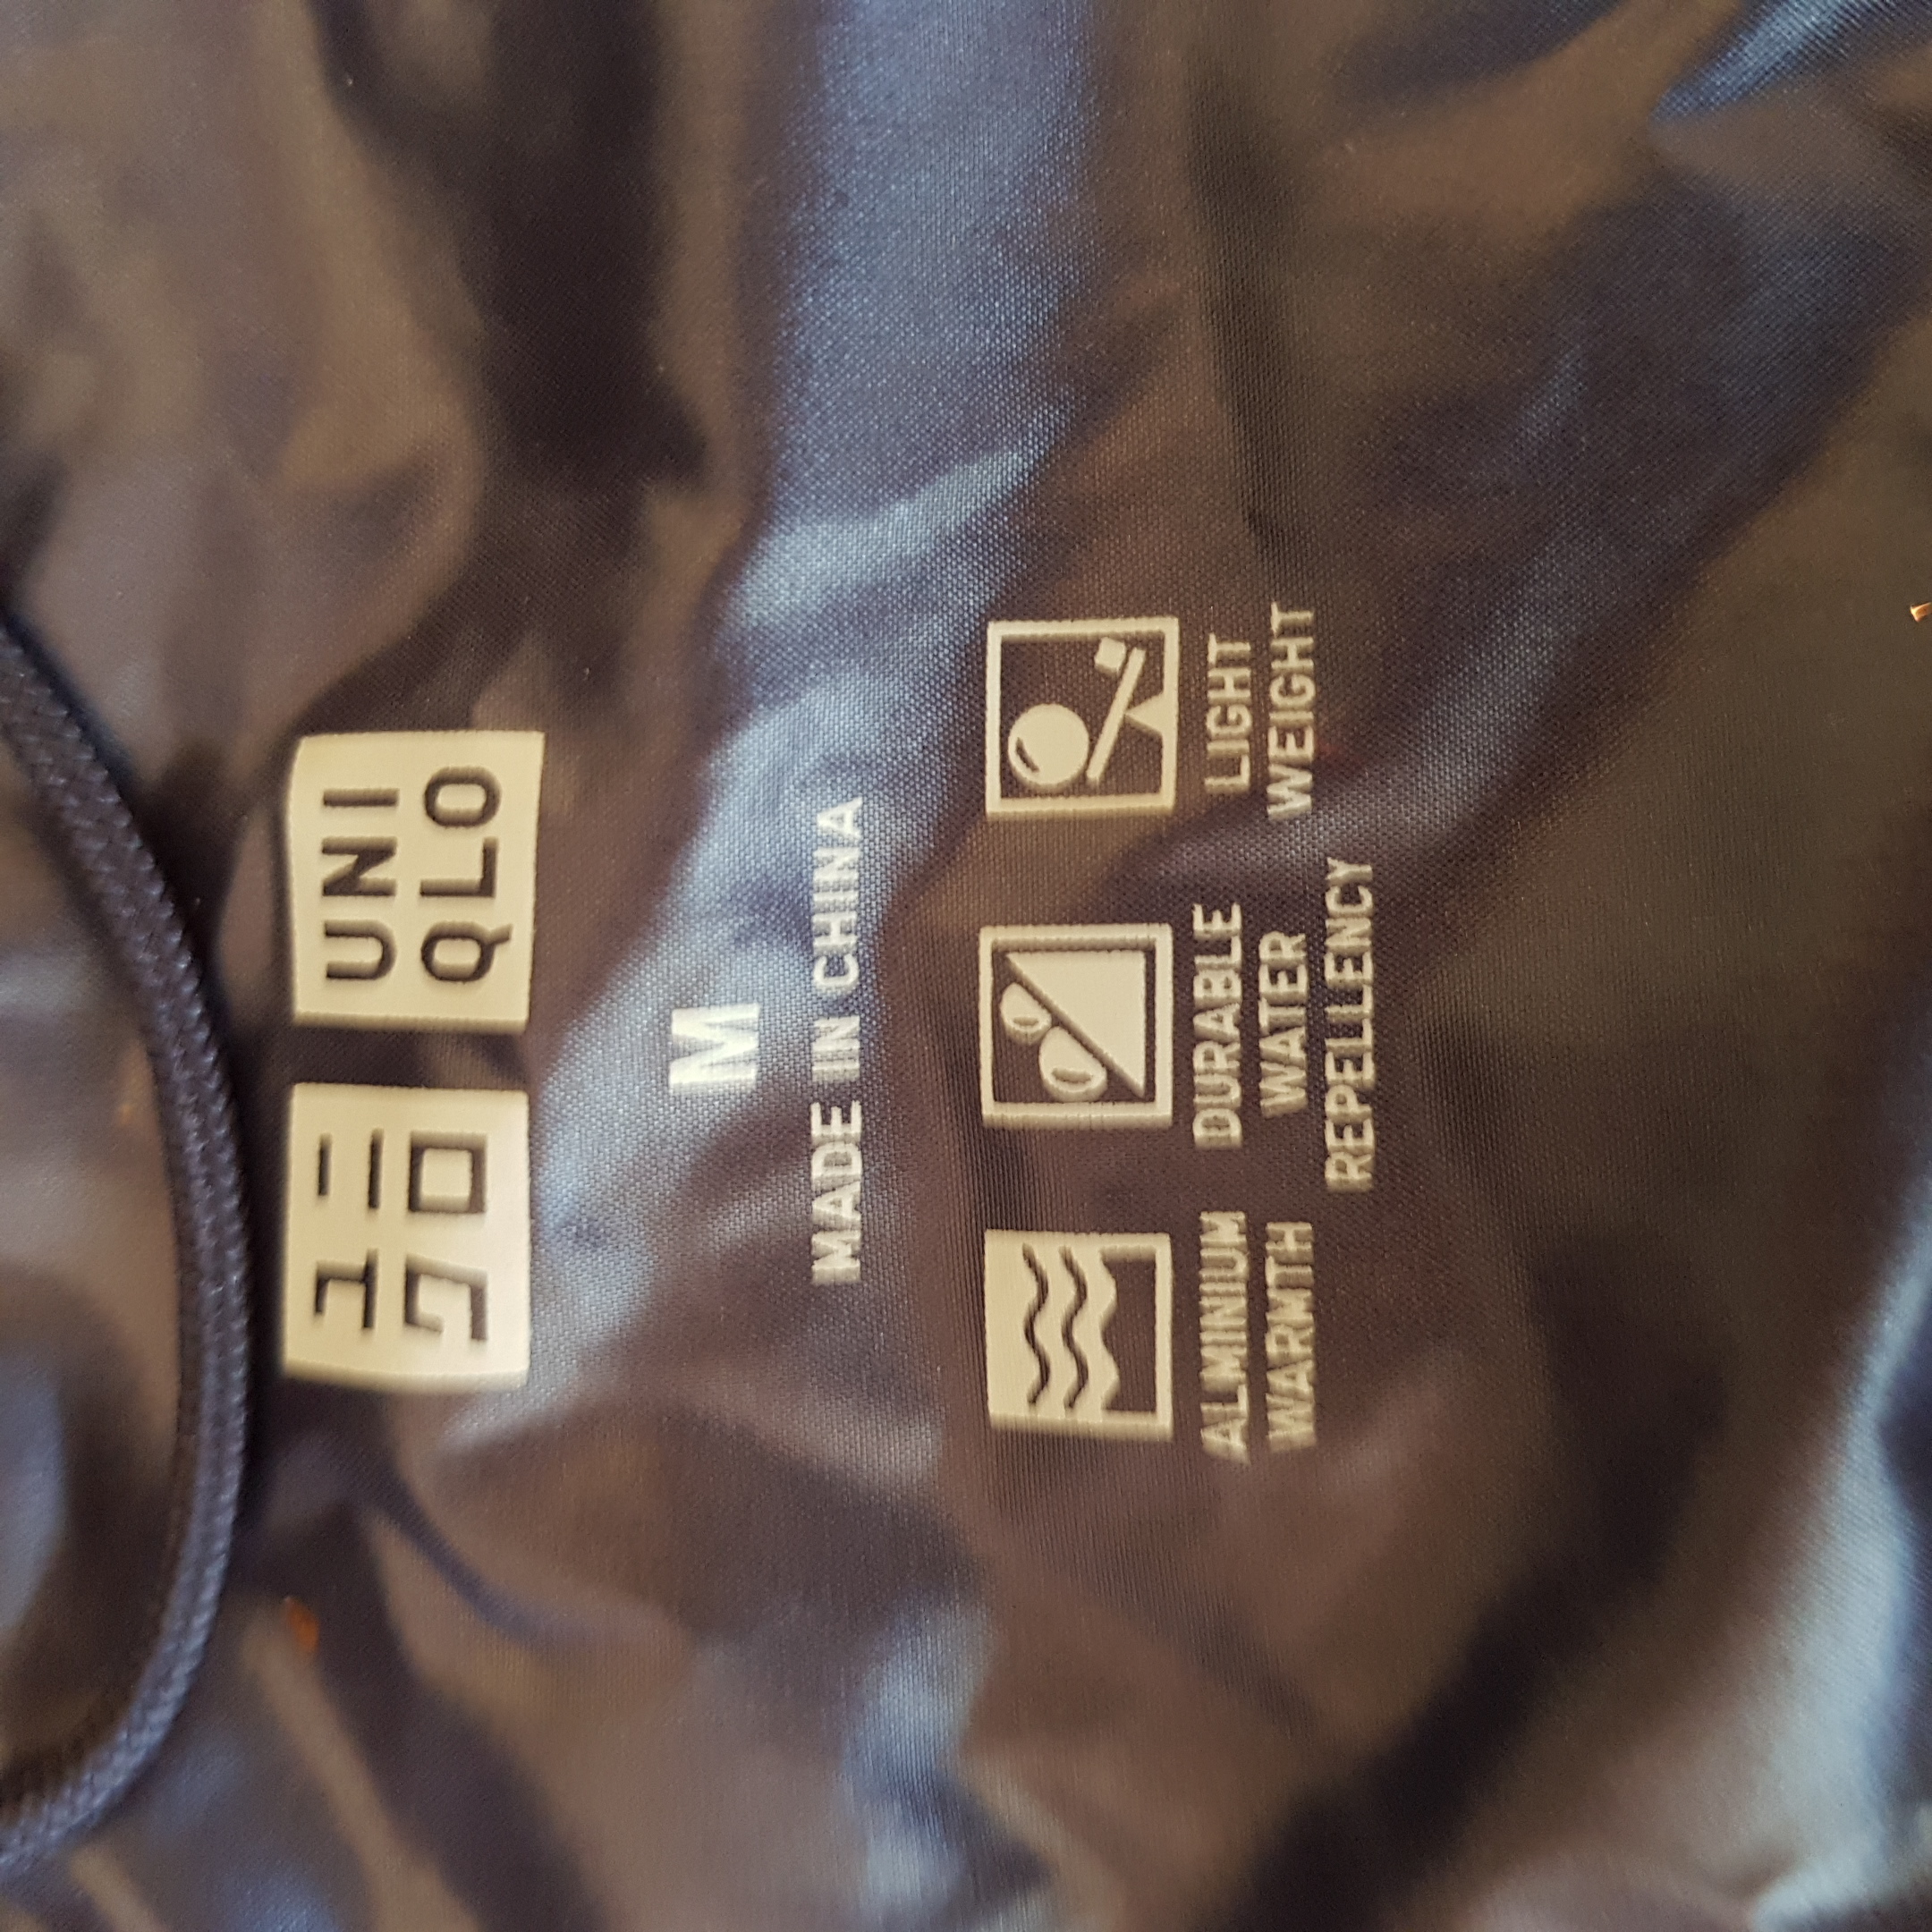 ユニ
クロ
UNI
QLO
M
MADE IN CHINA
ALMINIUM
WARMTH
DURABLE
WATER
REPELLENCY
LIGHT
WEIGHT